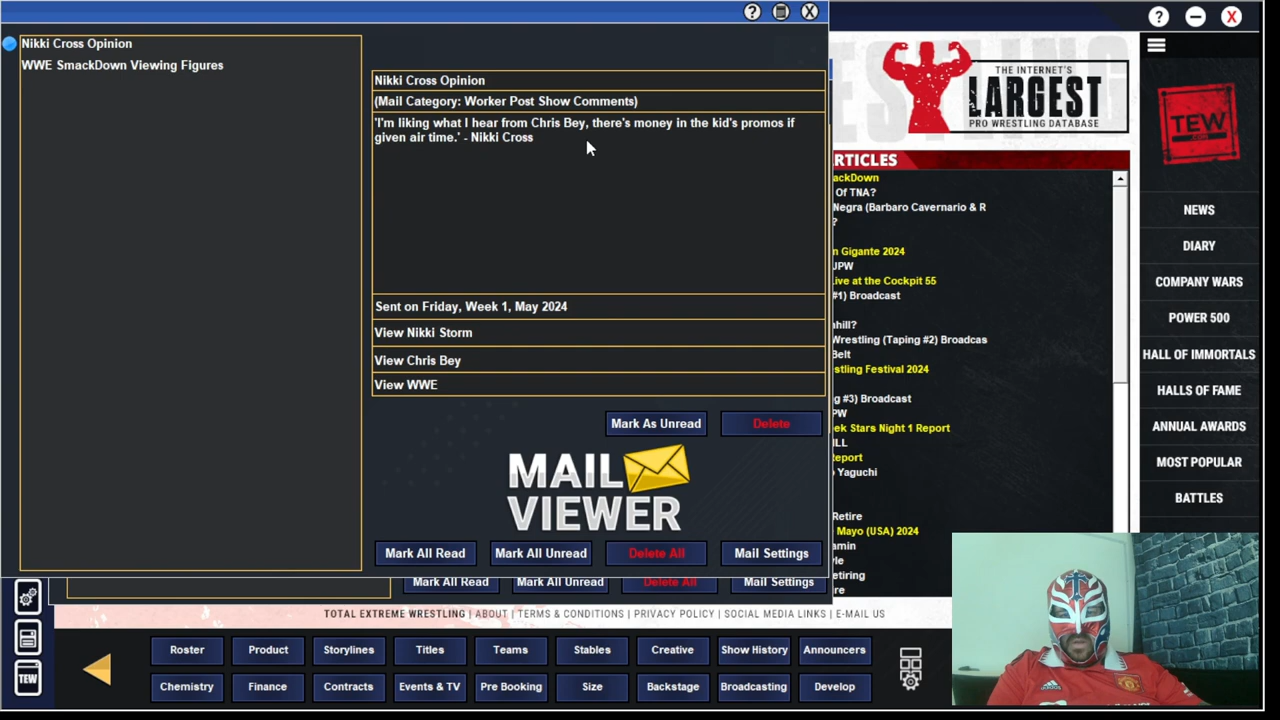 Nikki Cross Opinion
WWE SmackDown Viewing Figures
Nikki Cross Opinion
(Mail Category: Worker Post Show Comments)
'I'm liking what I hear from Chris Bey, there's money in the kid's promos if
given air time.' - Nikki Cross
Sent on Friday, Week 1, May 2024
View Nikki Storm
View Chris Bey
View WWE
Mark As Unread
Delete
MAIL
VIEWER
Mark All Read
Mark All Unread
Delete All
Mail Settings
Mark All Read
Mark All Unread
Delete All
Mail Settings
THE INTERNET'S
LARGEST
PRO WRESTLING DATABASE
RTICLES
ackDown
Of TNA?
Negra (Barbaro Cavernario & R
?
n Gigante 2024
JPW
Live at the Cockpit 55
#1) Broadcast
hill?
Wrestling (Taping #2) Broadcas
Belt
stling Festival 2024
g #3) Broadcast
PW
ek Stars Night 1 Report
ILL
Report
Yaguchi
Retire
Mayo (USA) 2024
amin
yle
etiring
re
TEW
.COM
NEWS
DIARY
COMPANY WARS
POWER 500
HALL OF IMMORTALS
HALLS OF FAME
ANNUAL AWARDS
MOST POPULAR
BATTLES
TOTAL EXTREME WRESTLING | ABOUT | TERMS & CONDITIONS | PRIVACY POLICY | SOCIAL MEDIA LINKS | E-MAIL US
TEW
Roster
Product
Storylines
Titles
Teams
Stables
Creative
Show History
Announcers
Chemistry
Finance
Contracts
Events & TV
Pre Booking
Size
Backstage
Broadcasting
Develop